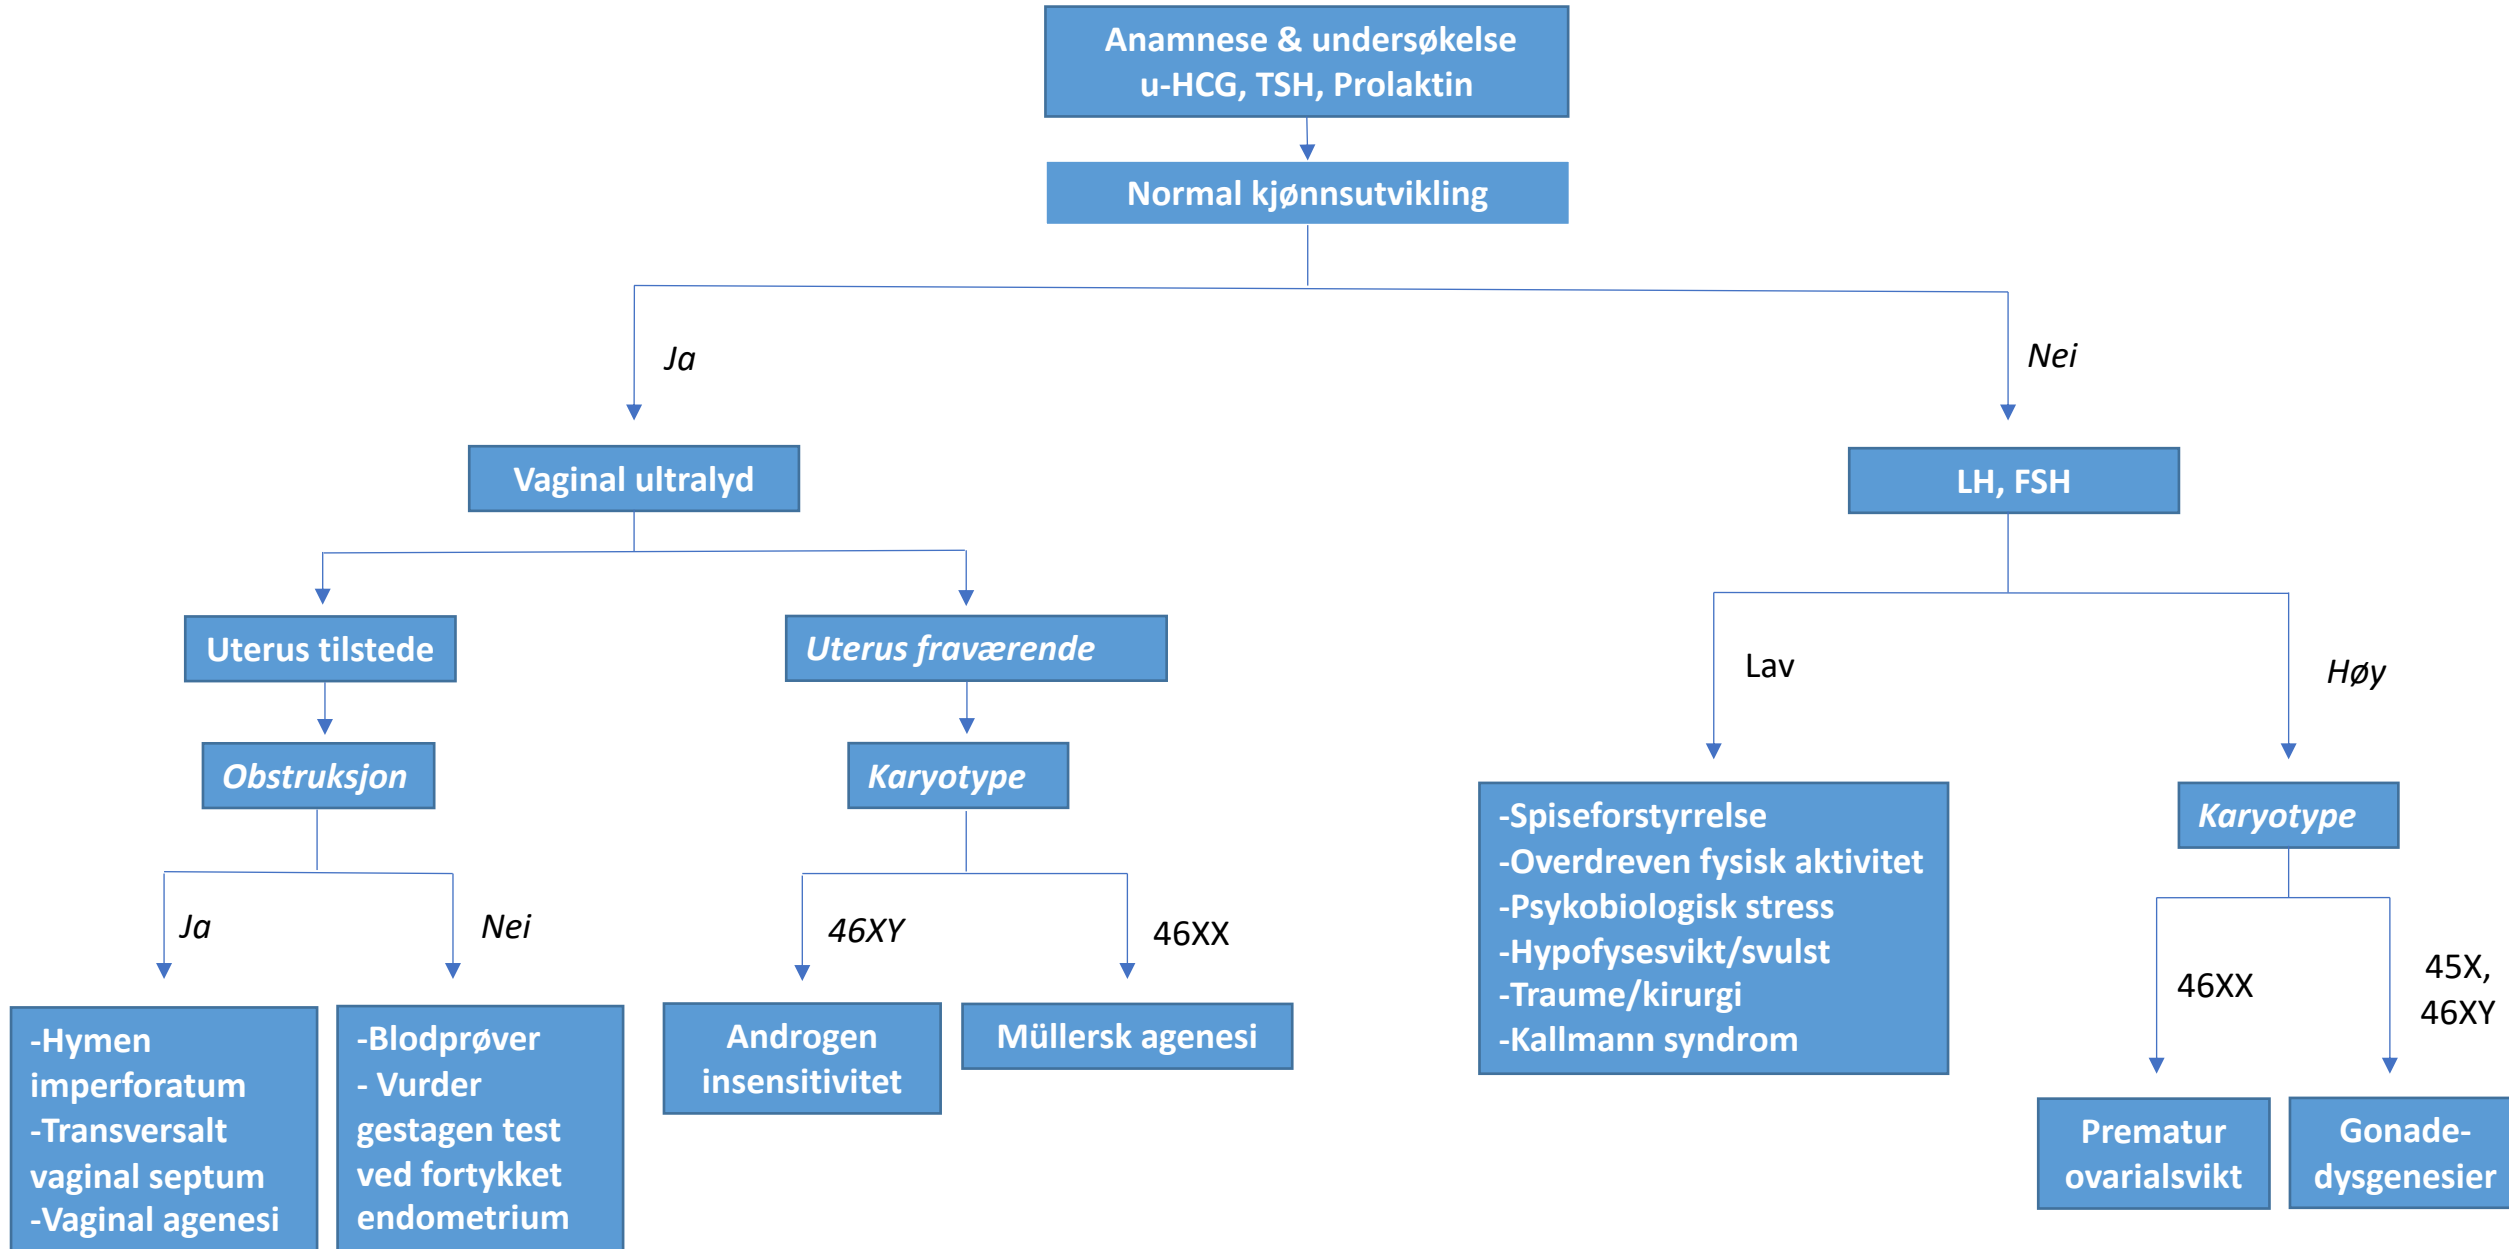 Anamnese & undersøkelse
u-HCG, TSH, Prolaktin
Normal kjønnsutvikling
Ja
Nei
Vaginal ultralyd
LH, FSH
Uterus tilstede
Uterus fraværende
Lav
Høy
Obstruksjon
Karyotype
-Spiseforstyrrelse
-Overdreven fysisk aktivitet
-Psykobiologisk stress
-Hypofysesvikt/svulst
-Traume/kirurgi
-Kallmann syndrom
Karyotype
Ja
Nei
46XY
46XX
46XX
45X,
46XY
-Hymen
imperforatum
-Transversalt
vaginal septum
-Vaginal agenesi
-Blodprøver
- Vurder
gestagen test
ved fortykket
endometrium
Androgen
insensitivitet
Müllersk agenesi
Prematur
ovarialsvikt
Gonade-
dysgenesier